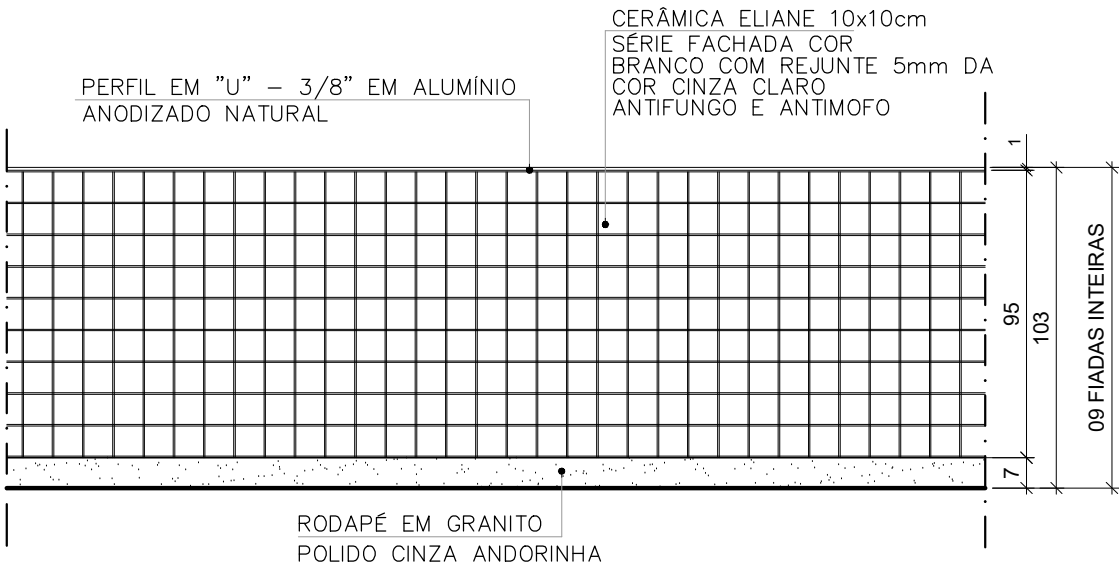 CERÂMICA ELIANE 10x10cm
SÉRIE FACHADA COR
BRANCO COM REJUNTE 5mm DA
COR CINZA CLARO
ANTIFUNGO E ANTIMOFO
PERFIL EM "U" – 3/8" EM ALUMÍNIO
ANODIZADO NATURAL
1
95
103
09 FIADAS INTEIRAS
7
RODAPÉ EM GRANITO
POLIDO CINZA ANDORINHA